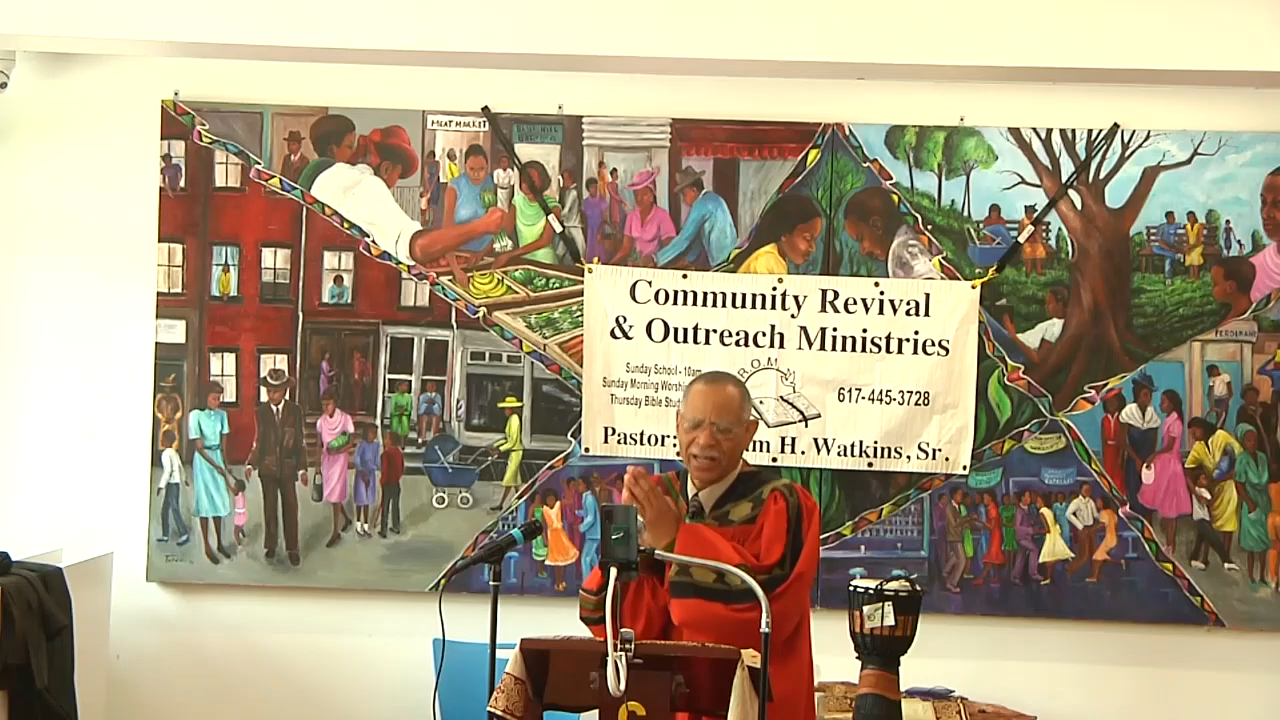 MEAT MARKET
Community Revival
& Outreach Ministries
Sunday School - 10am
Sunday Morning Worship
Thursday Bible
R.O.M.
617-445-3728
Pastor: H. Watkins, Sr.